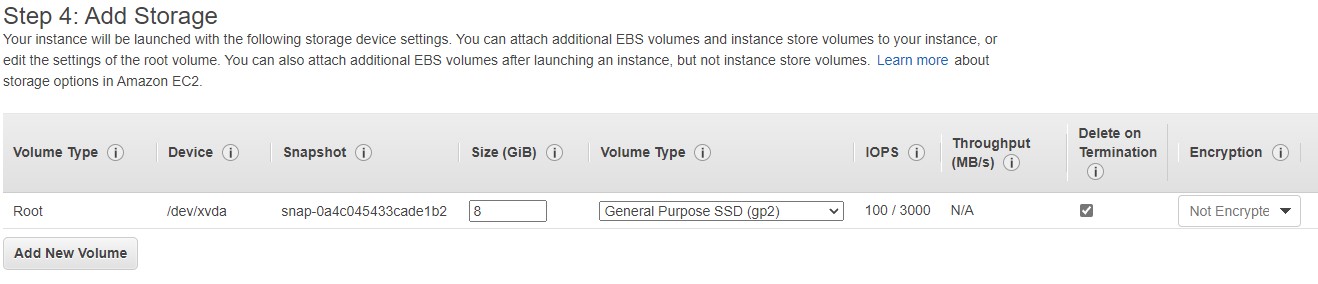 Step 4: Add Storage
Your instance will be launched with the following storage device settings. You can attach additional EBS volumes and instance store volumes to your instance, or
edit the settings of the root volume. You can also attach additional EBS volumes after launching an instance, but not instance store volumes. Learn more about
storage options in Amazon EC2.
Volume Type i Device i Snapshot i Size (GiB) i Volume Type i IOPS i Throughput (MB/s) i Delete on Termination i Encryption i
Root /dev/xvda snap-0a4c045433cade1b2 8 General Purpose SSD (gp2) 100 / 3000 N/A Not Encrypte
Add New Volume